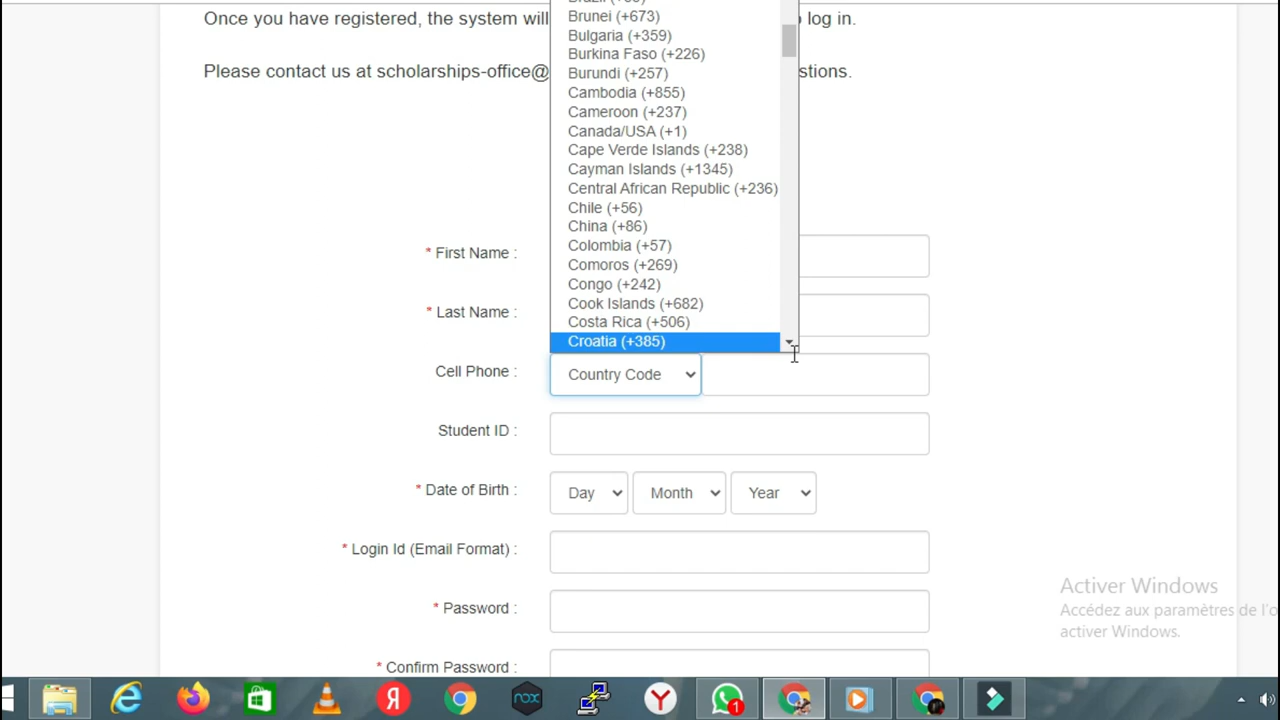 Once you have registered, the system will
log in.
Please contact us at scholarships-office@
stions.
Brunei (+673)
Bulgaria (+359)
Burkina Faso (+226)
Burundi (+257)
Cambodia (+855)
Cameroon (+237)
Canada/USA (+1)
Cape Verde Islands (+238)
Cayman Islands (+1345)
Central African Republic (+236)
Chile (+56)
China (+86)
Colombia (+57)
Comoros (+269)
Congo (+242)
Cook Islands (+682)
Costa Rica (+506)
Croatia (+385)
* First Name :
* Last Name :
Cell Phone :
Country Code
Student ID :
* Date of Birth :
Day
Month
Year
* Login Id (Email Format) :
* Password :
* Confirm Password :
Activer Windows
Accédez aux paramètres de l'o
activer Windows.
nox
1